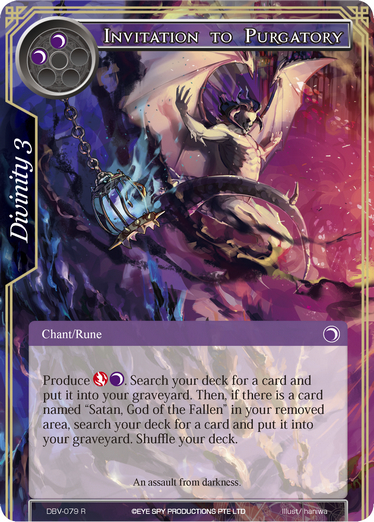 Invitation to Purgatory
Divinity 3
Chant/Rune
Produce . Search your deck for a card and
put it into your graveyard. Then, if there is a card
named “Satan, God of the Fallen” in your removed
area, search your deck for a card and put it into
your graveyard. Shuffle your deck.
An assault from darkness.
DBV-079 R ©EYE SPY PRODUCTIONS PTE LTD Illust/ haniwa